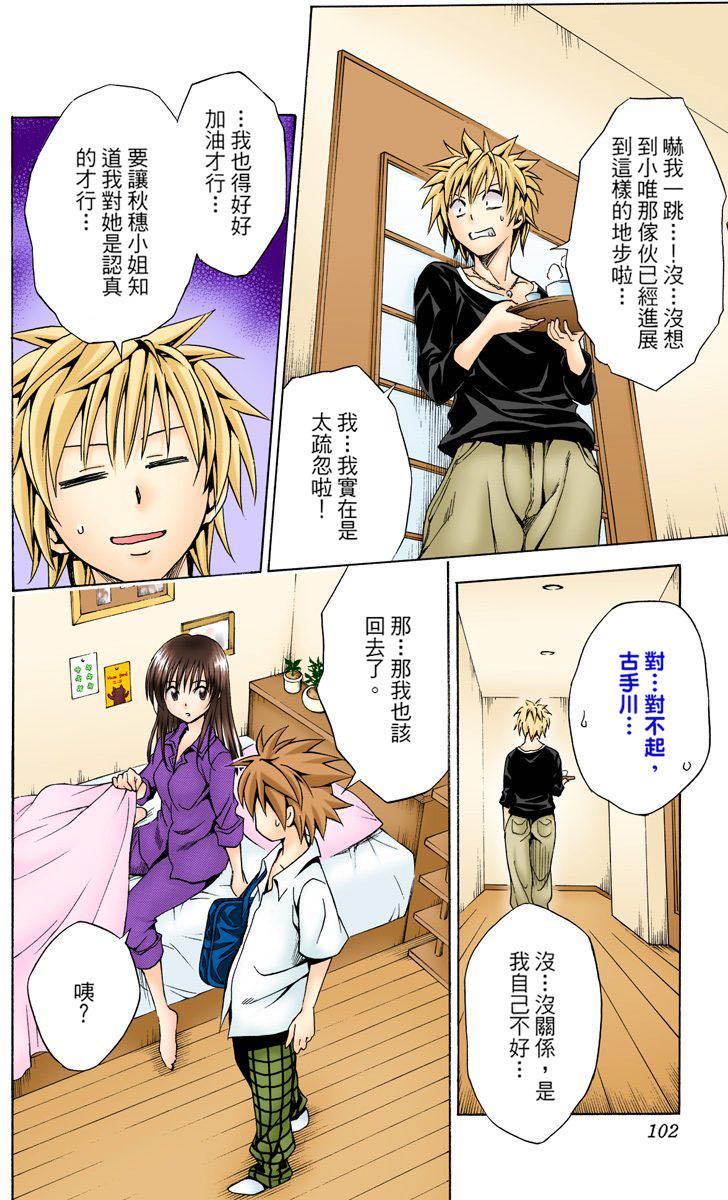 嚇我一跳…!沒…沒想
到小唯那傢伙已經進展
到這樣的地步啦…
我…我實在是
太疏忽啦!
…我也得好好
加油才行…
要讓秋穗小姐知
道我對她是認真
的才行…
對…對不起,
古手川…
沒…沒關係,是
我自己不好…
那…那我也該
回去了。
咦?
102